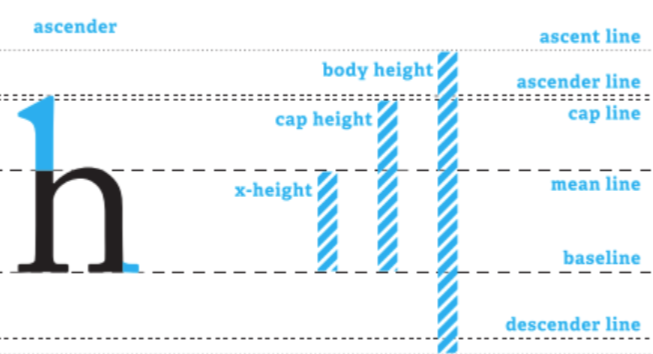 ascender
ascent line
body height
ascender line
cap height
cap line
x-height
mean line
h
baseline
descender line